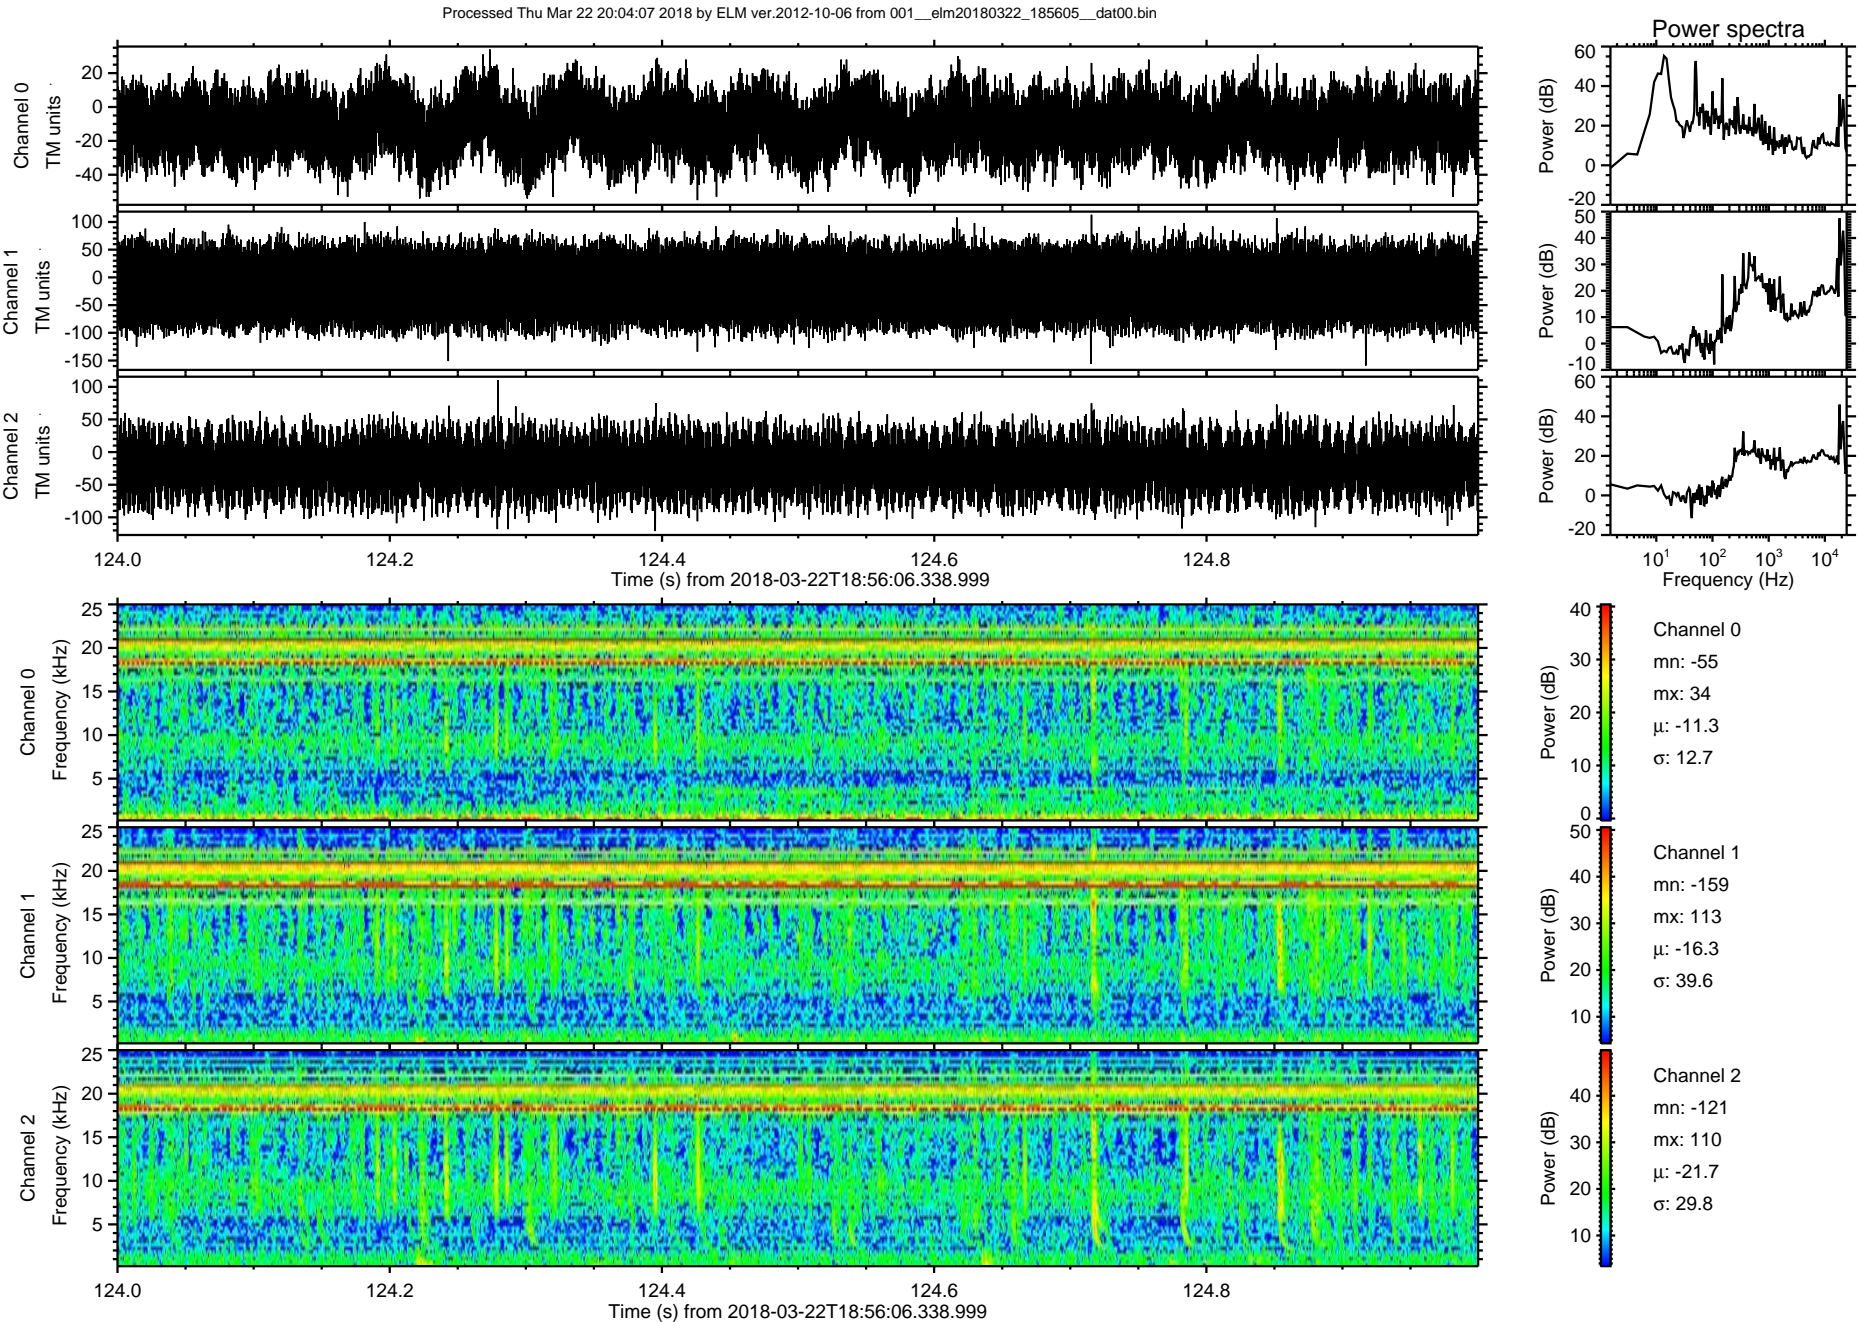 Processed Thu Mar 22 20:04:07 2018 by ELM ver.2012-10-06 from 001__elm20180322_185605__dat00.bin
Power spectra
Channel 0
TM units
20
0
-20
-40
Power (dB)
60
40
20
0
-20
Channel 1
TM units
100
50
0
-50
-100
-150
Power (dB)
50
40
30
20
10
0
-10
Channel 2
TM units
100
50
0
-50
-100
Power (dB)
60
40
20
0
-20
124.0 124.2 124.4 124.6 124.8
Time (s) from 2018-03-22T18:56:06.338.999
10^1 10^2 10^3 10^4
Frequency (Hz)
Channel 0
Frequency (kHz)
25
20
15
10
5
Power (dB)
40
30
20
10
0
Channel 0
mn: -55
mx: 34
μ: -11.3
σ: 12.7
Channel 1
Frequency (kHz)
25
20
15
10
5
Power (dB)
50
40
30
20
10
Channel 1
mn: -159
mx: 113
μ: -16.3
σ: 39.6
Channel 2
Frequency (kHz)
25
20
15
10
5
Power (dB)
40
30
20
10
Channel 2
mn: -121
mx: 110
μ: -21.7
σ: 29.8
124.0 124.2 124.4 124.6 124.8
Time (s) from 2018-03-22T18:56:06.338.999